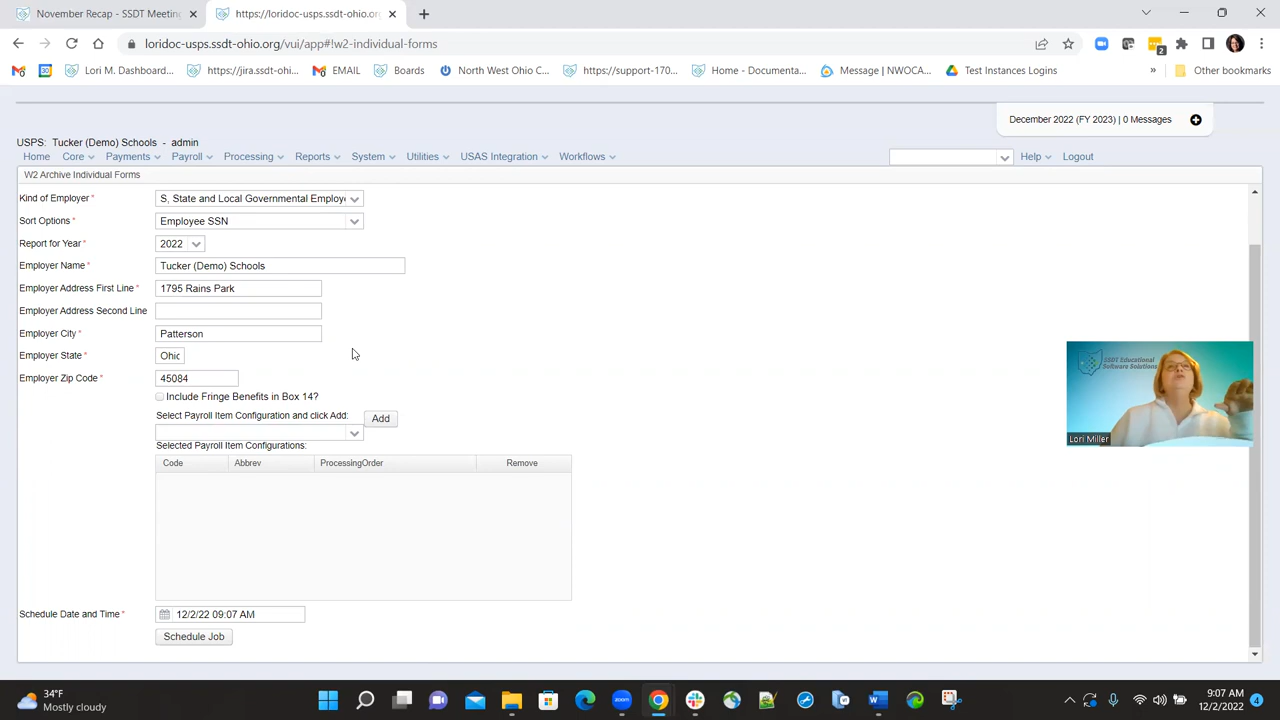 November Recap - SSDT Meeting
https://loridoc-usps.ssdt-ohio.org
loridoc-usps.ssdt-ohio.org/vui/app#!w2-individual-forms
2
Lori M. Dashboard...
https://jira.ssdt-ohi...
EMAIL
Boards
North West Ohio C...
https://support-170...
Home - Documenta...
Message | NWOCA...
Test Instances Logins
»
Other bookmarks
December 2022 (FY 2023) | 0 Messages
USPS: Tucker (Demo) Schools - admin
Home Core Payments Payroll Processing Reports System Utilities USAS Integration Workflows Help Logout
W2 Archive Individual Forms
Kind of Employer * S, State and Local Governmental Employe
Sort Options * Employee SSN
Report for Year * 2022
Employer Name * Tucker (Demo) Schools
Employer Address First Line * 1795 Rains Park
Employer Address Second Line
Employer City * Patterson
Employer State * Ohio
Employer Zip Code * 45084
Include Fringe Benefits in Box 14?
Select Payroll Item Configuration and click Add: Add
Selected Payroll Item Configurations:
Code Abbrev ProcessingOrder Remove
Schedule Date and Time * 12/2/22 09:07 AM
Schedule Job
SSDT Educational
Software Solutions
Lori Miller
34°F
Mostly cloudy
9:07 AM
12/2/2022
4